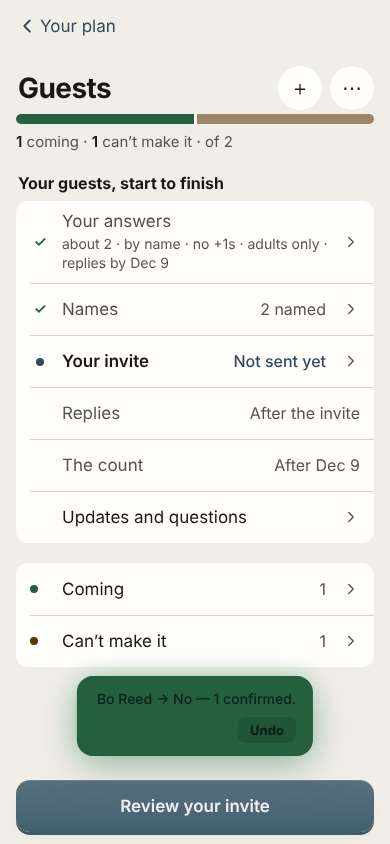 Your plan
Guests
+ ···
1 coming · 1 can’t make it · of 2
Your guests, start to finish
Your answers
about 2 · by name · no +1s · adults only ·
replies by Dec 9
Names 2 named
Your invite Not sent yet
Replies After the invite
The count After Dec 9
Updates and questions
Coming 1
Can’t make it 1
Bo Reed → No — 1 confirmed.
Undo
Review your invite